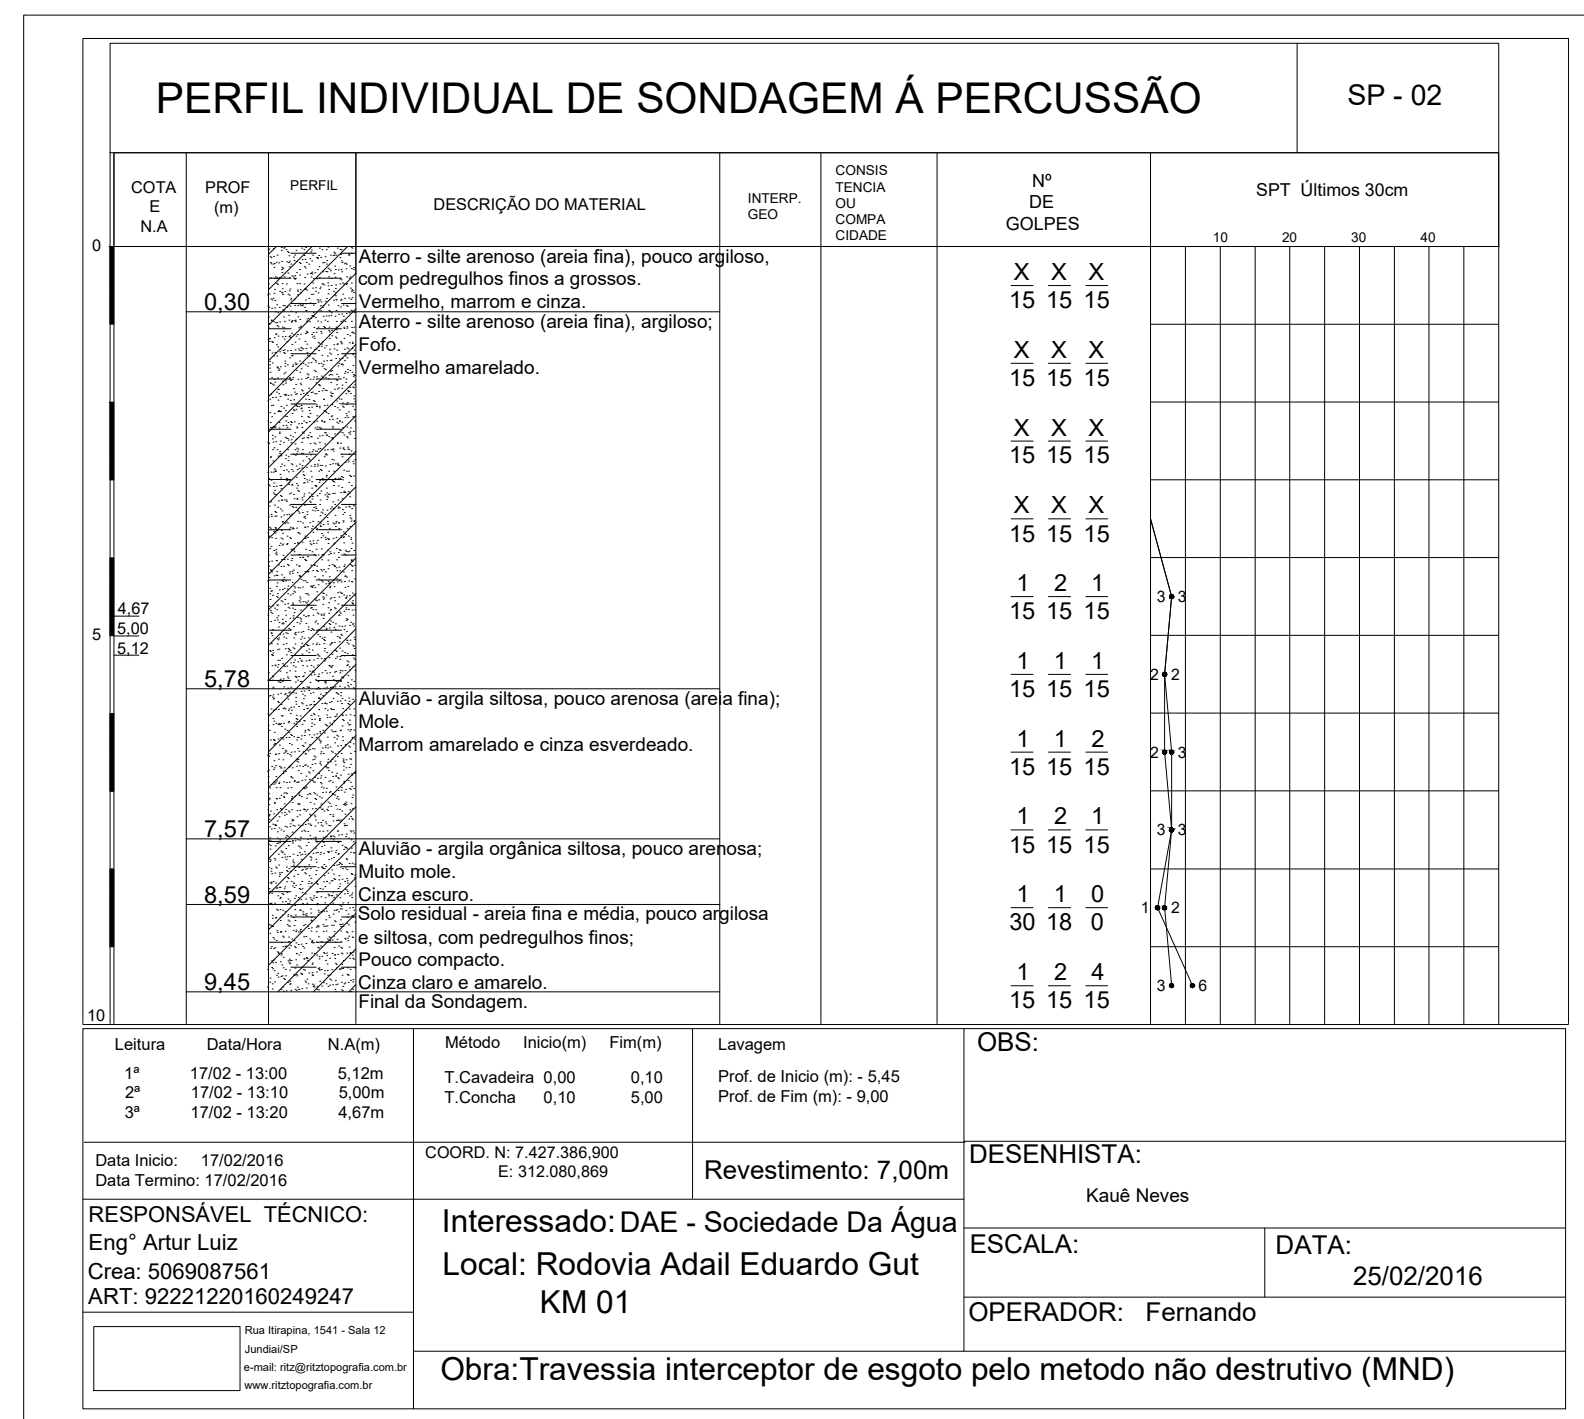 PERFIL INDIVIDUAL DE SONDAGEM Á PERCUSSÃO
SP - 02
COTA
E
N.A
PROF
(m)
PERFIL
DESCRIÇÃO DO MATERIAL
INTERP.
GEO
CONSIS
TENCIA
OU
COMPA
CIDADE
Nº
DE
GOLPES
SPT Últimos 30cm
10 20 30 40
0
Aterro - silte arenoso (areia fina), pouco argiloso,
com pedregulhos finos a grossos.
Vermelho, marrom e cinza.
0,30
X X X
15 15 15
Aterro - silte arenoso (areia fina), argiloso;
Fofo.
Vermelho amarelado.
X X X
15 15 15
X X X
15 15 15
X X X
15 15 15
1 2 1
15 15 15
3 3
4,67
5 5,00
5,12
5,78
1 1 1
15 15 15
2 2
Aluvião - argila siltosa, pouco arenosa (areia fina);
Mole.
Marrom amarelado e cinza esverdeado.
1 1 2
15 15 15
2 3
7,57
1 2 1
15 15 15
3 3
Aluvião - argila orgânica siltosa, pouco arenosa;
Muito mole.
Cinza escuro.
8,59
1 1 0
30 18 0
1 2
Solo residual - areia fina e média, pouco argilosa
e siltosa, com pedregulhos finos;
Pouco compacto.
Cinza claro e amarelo.
9,45
1 2 4
15 15 15
3 6
Final da Sondagem.
10
Leitura Data/Hora N.A(m)
1ª 17/02 - 13:00 5,12m
2ª 17/02 - 13:10 5,00m
3ª 17/02 - 13:20 4,67m
Método Inicio(m) Fim(m)
T.Cavadeira 0,00 0,10
T.Concha 0,10 5,00
Lavagem
Prof. de Inicio (m): - 5,45
Prof. de Fim (m): - 9,00
OBS:
Data Inicio: 17/02/2016
Data Termino: 17/02/2016
COORD. N: 7.427.386,900
E: 312.080,869
Revestimento: 7,00m
DESENHISTA:
Kauê Neves
RESPONSÁVEL TÉCNICO:
Eng° Artur Luiz
Crea: 5069087561
ART: 92221220160249247
Interessado: DAE - Sociedade Da Água
Local: Rodovia Adail Eduardo Gut
KM 01
ESCALA:
DATA:
25/02/2016
OPERADOR: Fernando
Rua Itirapina, 1541 - Sala 12
Jundiai/SP
e-mail: ritz@ritztopografia.com.br
www.ritztopografia.com.br
Obra:Travessia interceptor de esgoto pelo metodo não destrutivo (MND)